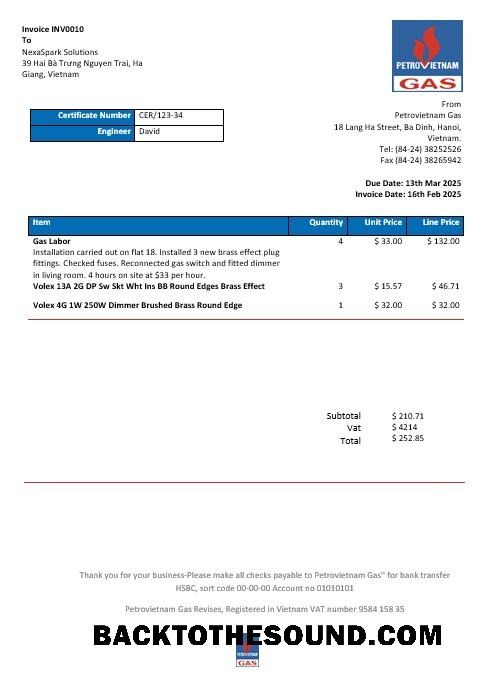 Invoice INV0010
To
NexaSpark Solutions
39 Hai Bà Trưng Nguyen Trai, Ha
Giang, Vietnam
PETROVIETNAM
GAS
From
Petrovietnam Gas
18 Lang Ha Street, Ba Dinh, Hanoi,
Vietnam.
Tel: (84-24) 38252526
Fax (84-24) 38265942
Certificate Number CER/123-34
Engineer David
Due Date: 13th Mar 2025
Invoice Date: 16th Feb 2025
Item Quantity Unit Price Line Price
Gas Labor 4 $ 33.00 $ 132.00
Installation carried out on flat 18. Installed 3 new brass effect plug
fittings. Checked fuses. Reconnected gas switch and fitted dimmer
in living room. 4 hours on site at $33 per hour.
Volex 13A 2G DP Sw Skt Wht Ins BB Round Edges Brass Effect 3 $ 15.57 $ 46.71
Volex 4G 1W 250W Dimmer Brushed Brass Round Edge 1 $ 32.00 $ 32.00
Subtotal $ 210.71
Vat $ 4214
Total $ 252.85
Thank you for your business-Please make all checks payable to Petrovietnam Gas" for bank transfer
HSBC, sort code 00-00-00 Account no 01010101
Petrovietnam Gas Revises, Registered in Vietnam VAT number 9584 158 35
BACKTOTHESOUND.COM
PETROVIETNAM
GAS